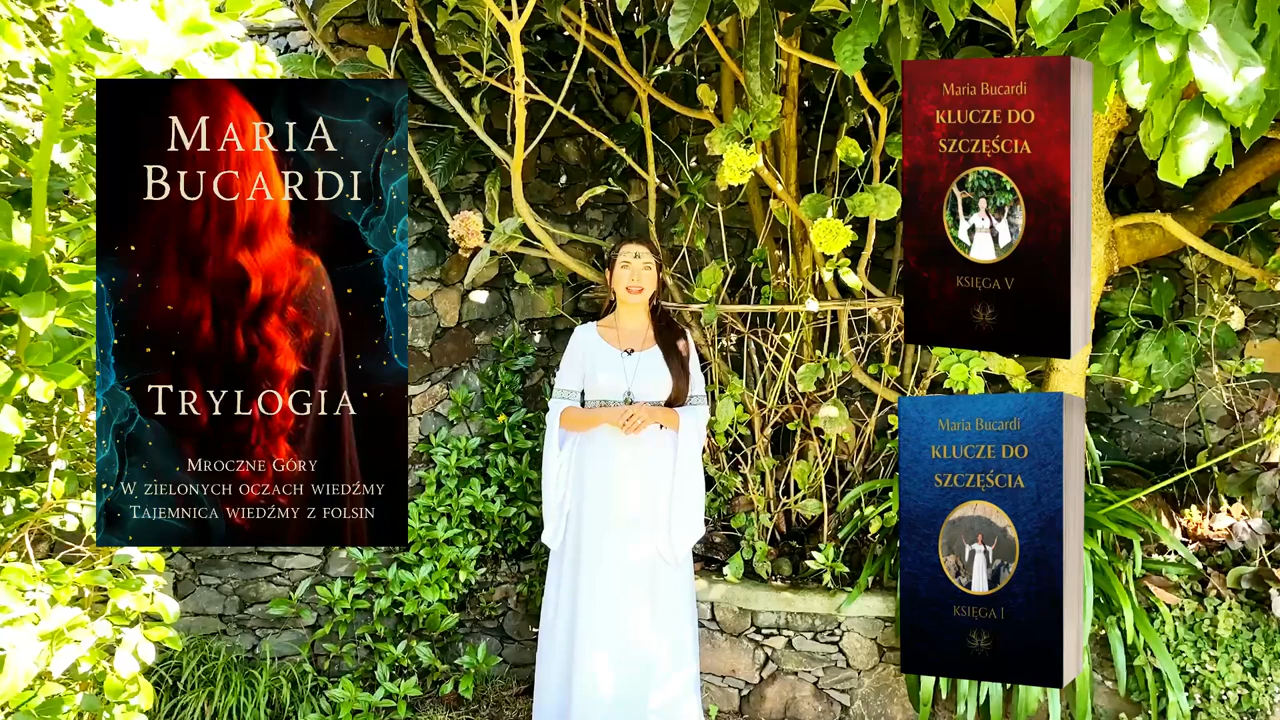 MARIA
BUCARDI
TRYLOGIA
MROCZNE GÓRY
W ZIELONYCH OCZACH WIEDŹMY
TAJEMNICA WIEDŹMY Z FOLSIN
Maria Bucardi
KLUCZE DO
SZCZĘŚCIA
KSIĘGA V
Maria Bucardi
KLUCZE DO
SZCZĘŚCIA
KSIĘGA I